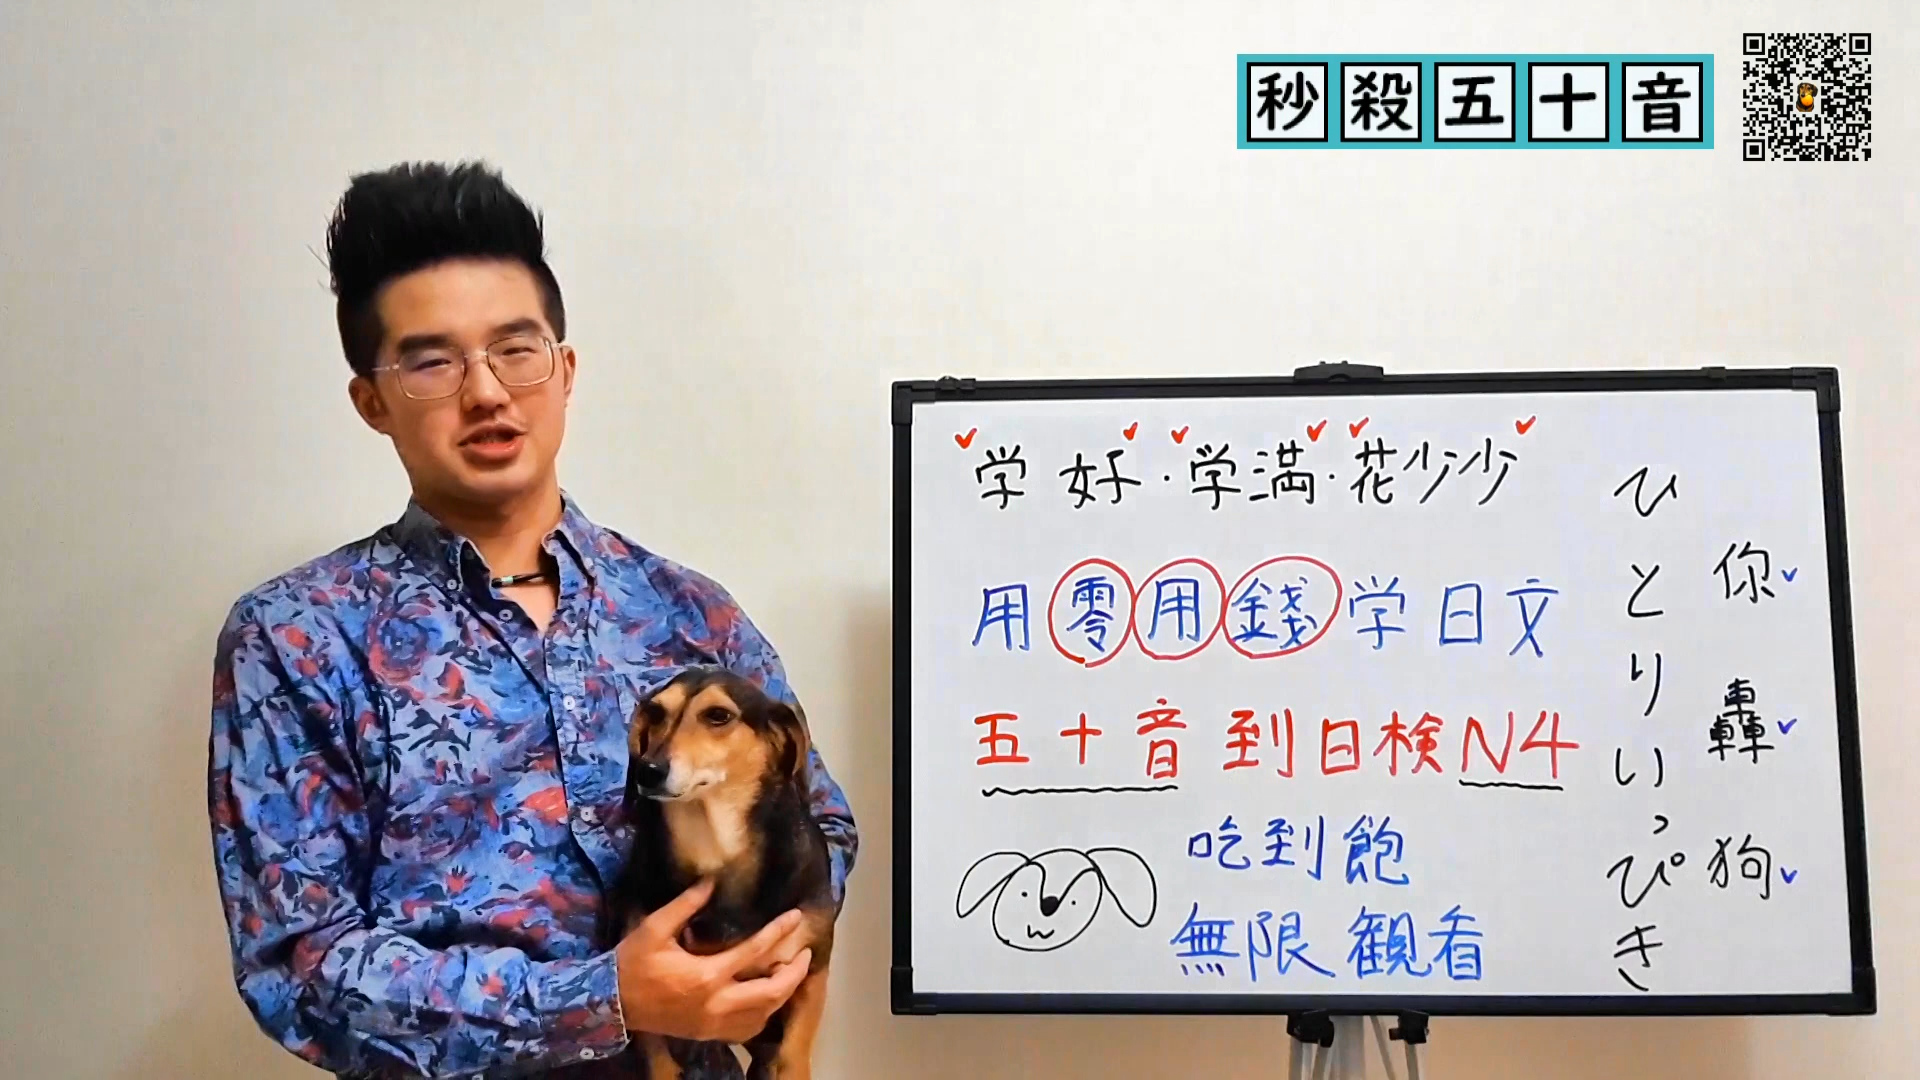 秒殺五十音
学好·学満·花少少
用零用錢学日文
五十音到日検N4
吃到飽
無限観看
ひとりいっぴき
你轟狗